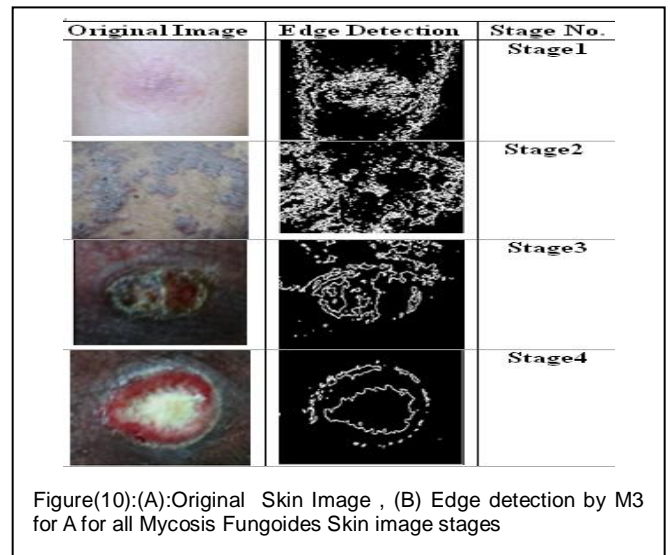 Original Image Edge Detection Stage No.
Stage1
Stage2
Stage3
Stage4
Figure(10):(A):Original Skin Image , (B) Edge detection by M3
for A for all Mycosis Fungoides Skin image stages